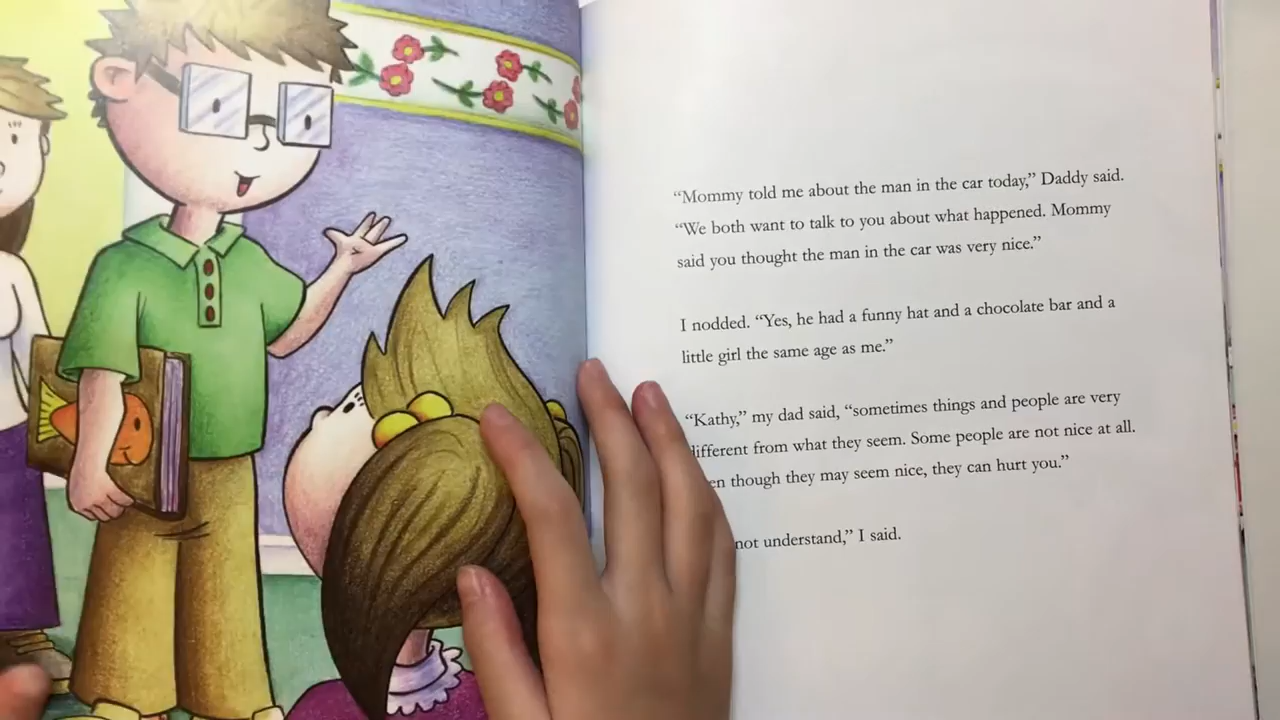 “Mommy told me about the man in the car today,” Daddy said.
“We both want to talk to you about what happened. Mommy
said you thought the man in the car was very nice.”
I nodded. “Yes, he had a funny hat and a chocolate bar and a
little girl the same age as me.”
“Kathy,” my dad said, “sometimes things and people are very
different from what they seem. Some people are not nice at all.
though they may seem nice, they can hurt you.”
not understand,” I said.